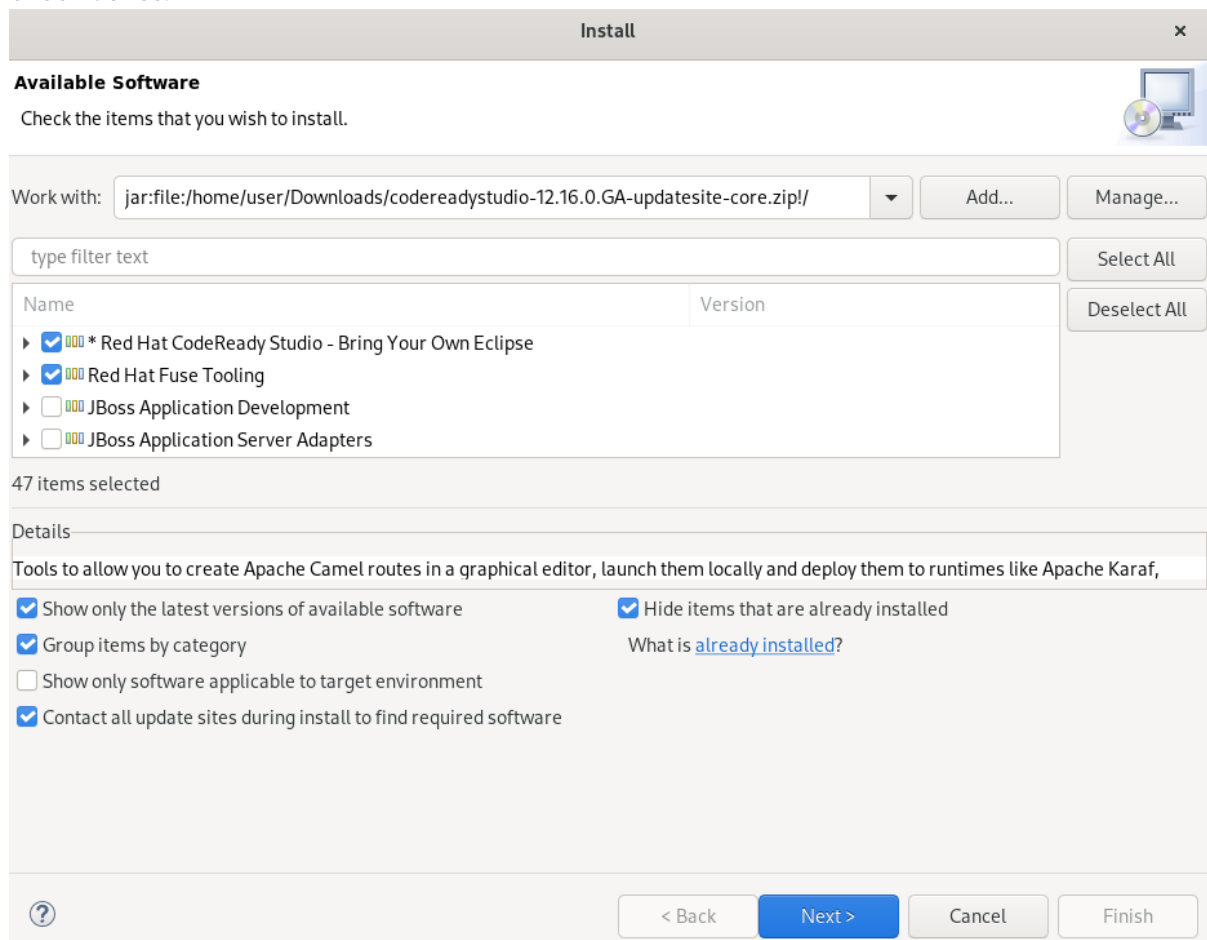 Install
Available Software
Check the items that you wish to install.
Work with: jar:file:/home/user/Downloads/codereadystudio-12.16.0.GA-updatesite-core.zip!/ Add... Manage...
type filter text Select All
Name Version Deselect All
* Red Hat CodeReady Studio - Bring Your Own Eclipse
Red Hat Fuse Tooling
JBoss Application Development
JBoss Application Server Adapters
47 items selected
Details
Tools to allow you to create Apache Camel routes in a graphical editor, launch them locally and deploy them to runtimes like Apache Karaf,
Show only the latest versions of available software Hide items that are already installed
Group items by category What is already installed?
Show only software applicable to target environment
Contact all update sites during install to find required software
? < Back Next > Cancel Finish